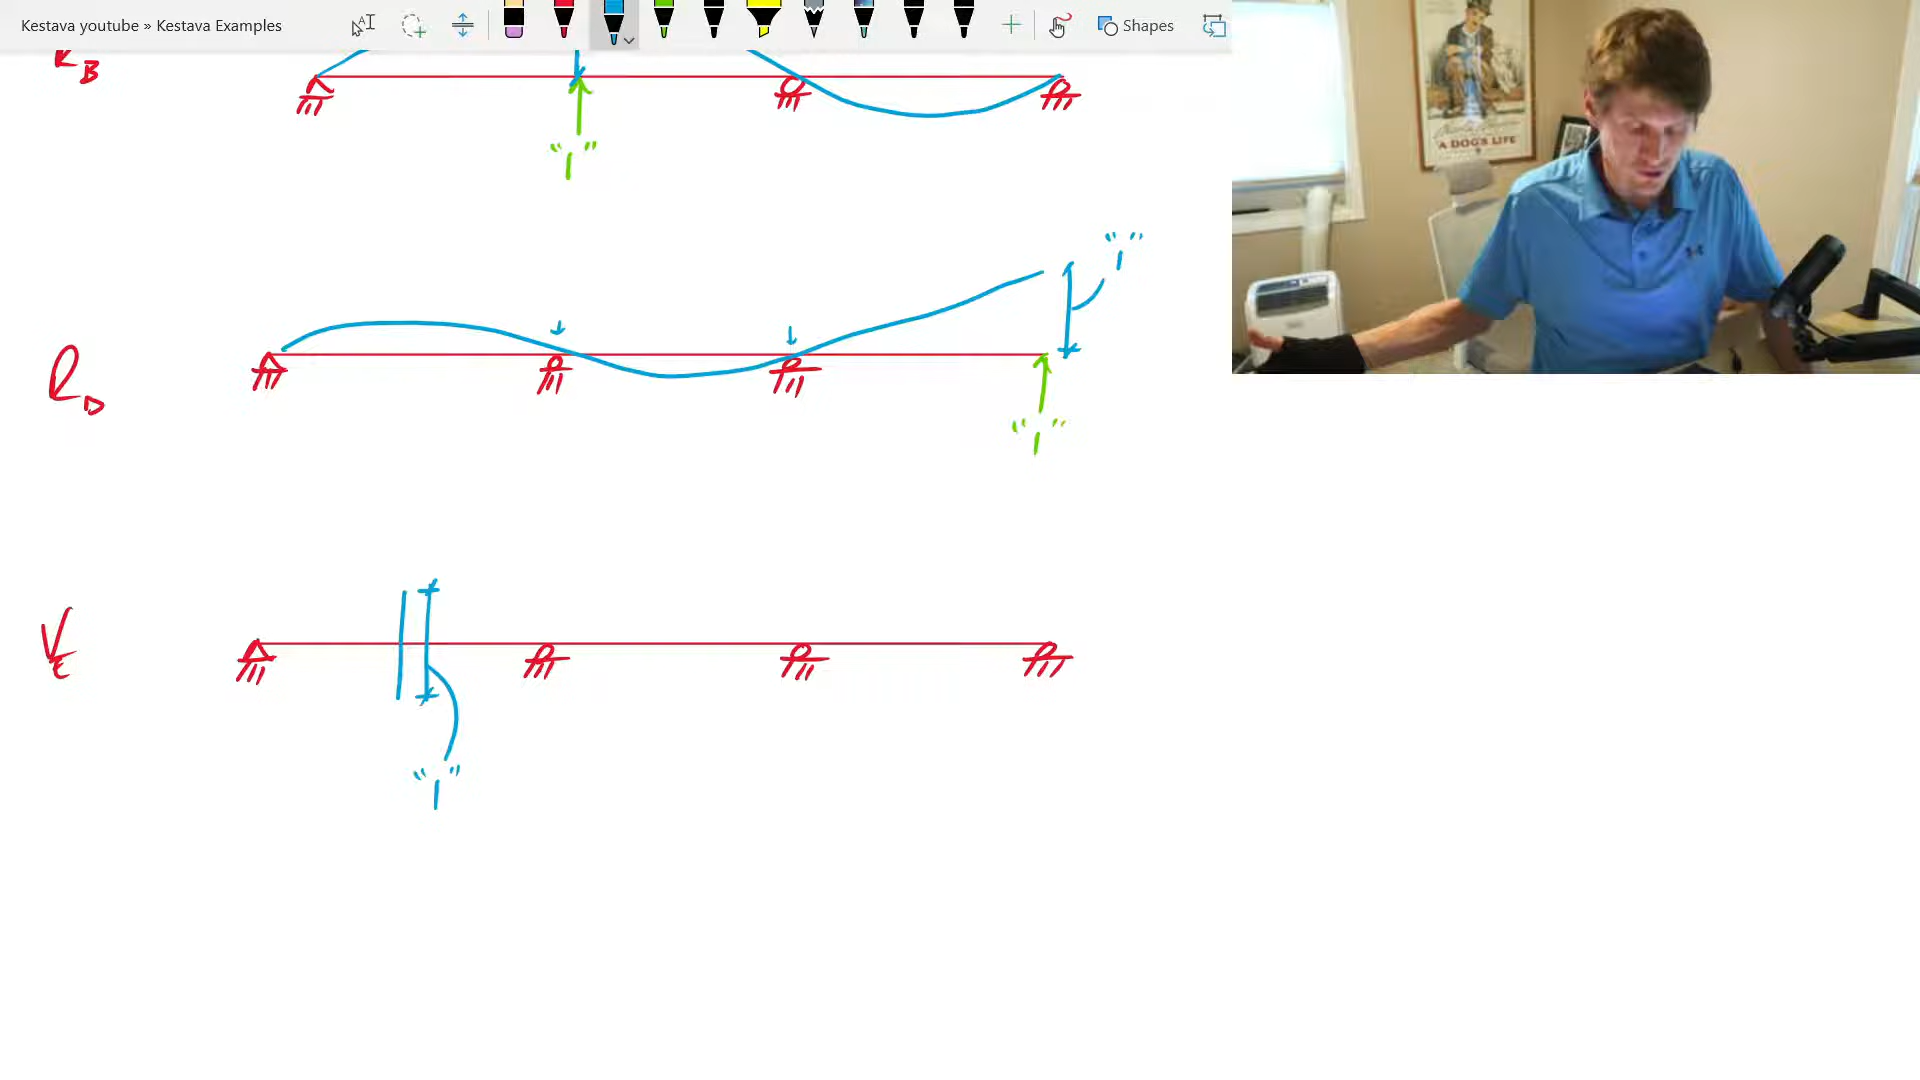 Kestava youtube » Kestava Examples
Shapes
A DOG'S LIFE
R_B
"1"
"1"
R_D
"1"
V_E
"1"